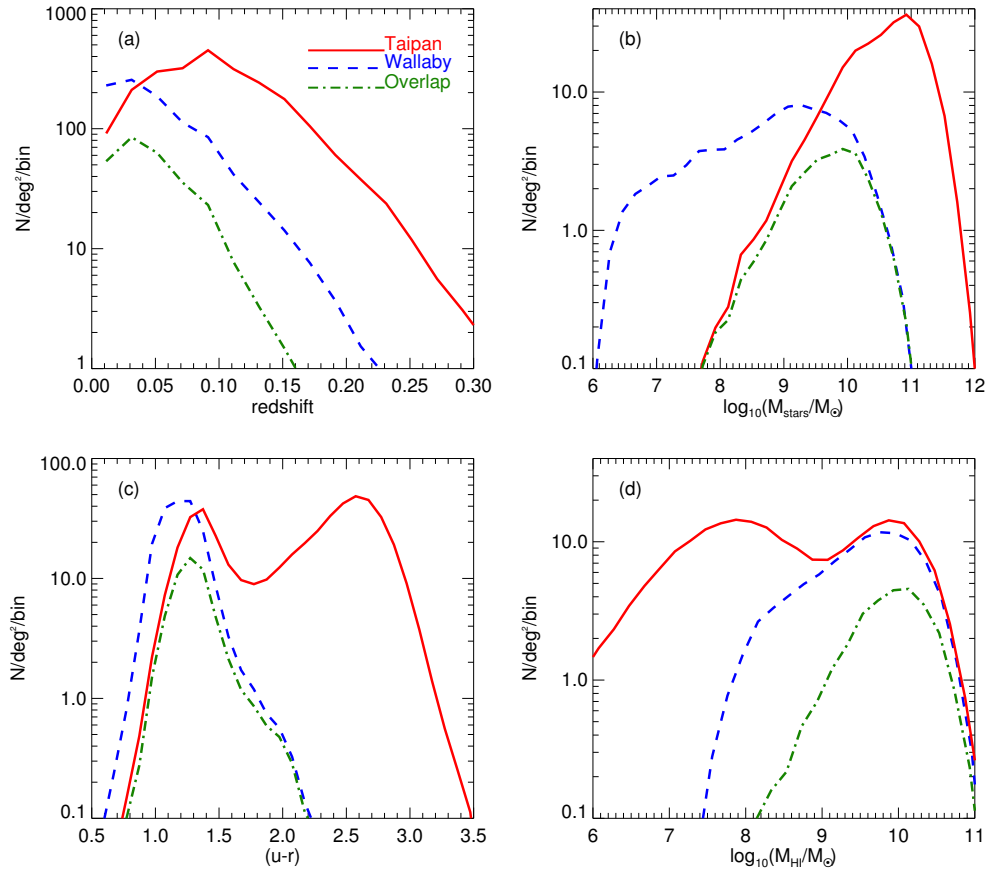 (a)
Taipan
Wallaby
Overlap
N/deg²/bin
1000
100
10
1
0.00 0.05 0.10 0.15 0.20 0.25 0.30
redshift
(b)
N/deg²/bin
10.0
1.0
0.1
6 7 8 9 10 11 12
log₁₀(M_stars/M_☉)
(c)
N/deg²/bin
100.0
10.0
1.0
0.1
0.5 1.0 1.5 2.0 2.5 3.0 3.5
(u-r)
(d)
N/deg²/bin
10.0
1.0
0.1
6 7 8 9 10 11
log₁₀(M_HI/M_☉)